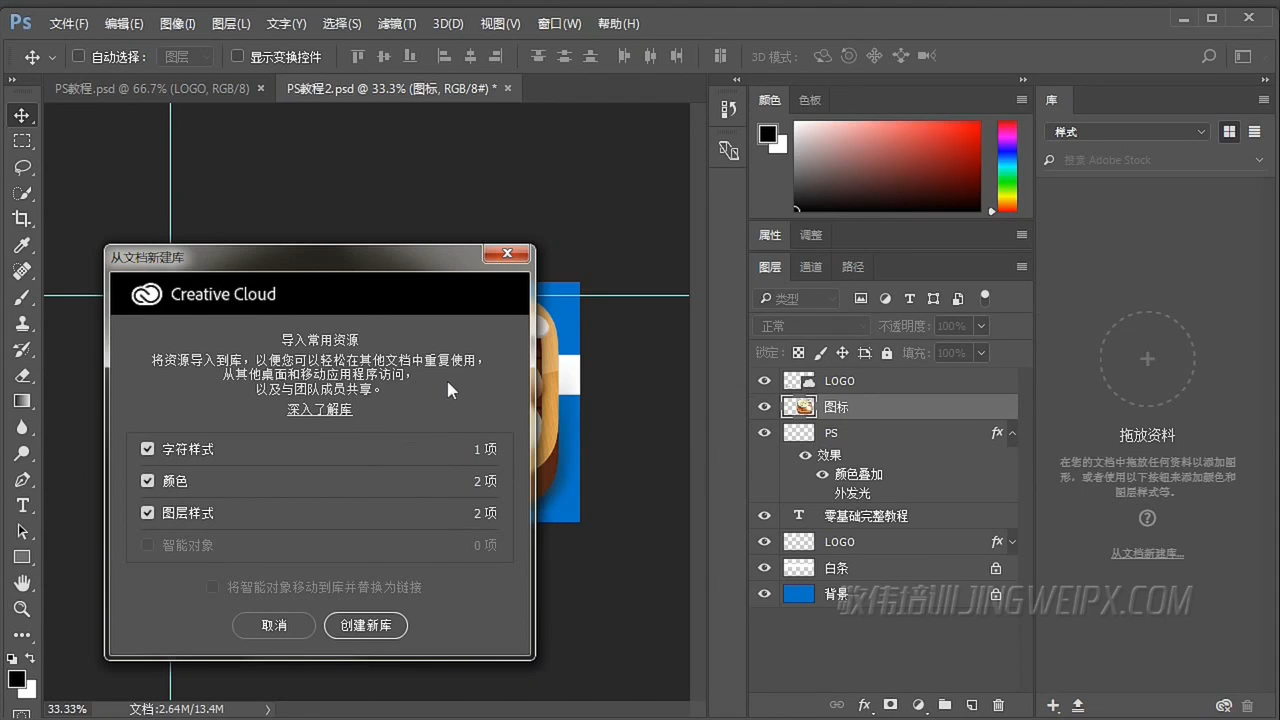 Ps 文件(F) 编辑(E) 图像(I) 图层(L) 文字(Y) 选择(S) 滤镜(T) 3D(D) 视图(V) 窗口(W) 帮助(H)
自动选择: 图层 显示变换控件 3D 模式:
PS教程.psd @ 66.7% (LOGO, RGB/8) PS教程2.psd @ 33.3% (图标, RGB/8#) *
颜色 色板
库
样式
搜索 Adobe Stock
属性 调整
图层 通道 路径
类型
正常 不透明度: 100%
锁定: 填充: 100%
LOGO
图标
PS fx
效果
颜色叠加
外发光
T 零基础完整教程
LOGO fx
白条
背景
敬伟培训JINGWEIPX.COM
拖放资料
在您的文档中拖放任何资料以添加图
形，或者使用以下按钮来添加颜色和
图层样式等。
从文档新建库...
从文档新建库
Creative Cloud
导入常用资源
将资源导入到库，以便您可以轻松在其他文档中重复使用，
从其他桌面和移动应用程序访问，
以及与团队成员共享。
深入了解库
字符样式 1 项
颜色 2 项
图层样式 2 项
智能对象 0 项
将智能对象移动到库并替换为链接
取消 创建新库
33.33% 文档:2.64M/13.4M
fx